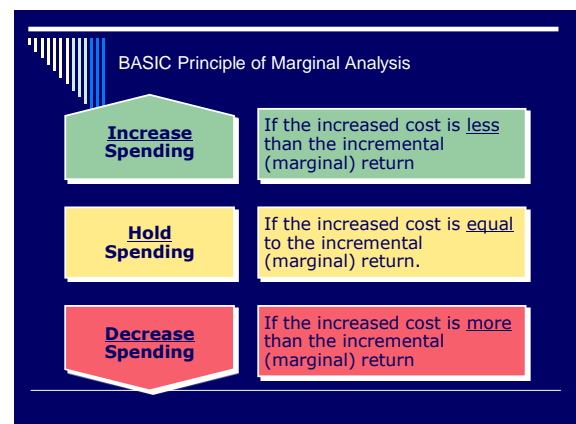 BASIC Principle of Marginal Analysis
Increase
Spending
If the increased cost is less
than the incremental
(marginal) return
Hold
Spending
If the increased cost is equal
to the incremental
(marginal) return.
Decrease
Spending
If the increased cost is more
than the incremental
(marginal) return